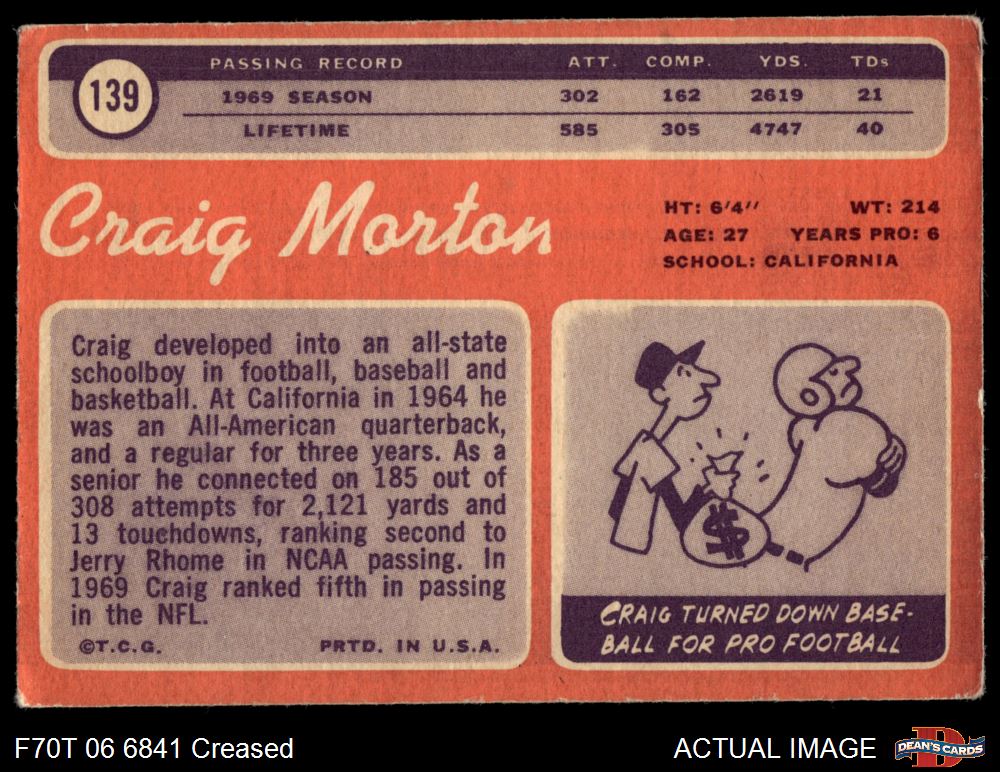 139
PASSING RECORD ATT. COMP. YDS. TDs
1969 SEASON 302 162 2619 21
LIFETIME 585 305 4747 40
Craig Morton
HT: 6'4'' WT: 214
AGE: 27 YEARS PRO: 6
SCHOOL: CALIFORNIA
Craig developed into an all-state
schoolboy in football, baseball and
basketball. At California in 1964 he
was an All-American quarterback,
and a regular for three years. As a
senior he connected on 185 out of
308 attempts for 2,121 yards and
13 touchdowns, ranking second to
Jerry Rhome in NCAA passing. In
1969 Craig ranked fifth in passing
in the NFL.
©T.C.G. PRTD. IN U.S.A.
$
CRAIG TURNED DOWN BASE-
BALL FOR PRO FOOTBALL
F70T 06 6841 Creased
ACTUAL IMAGE
DEAN'S CARDS